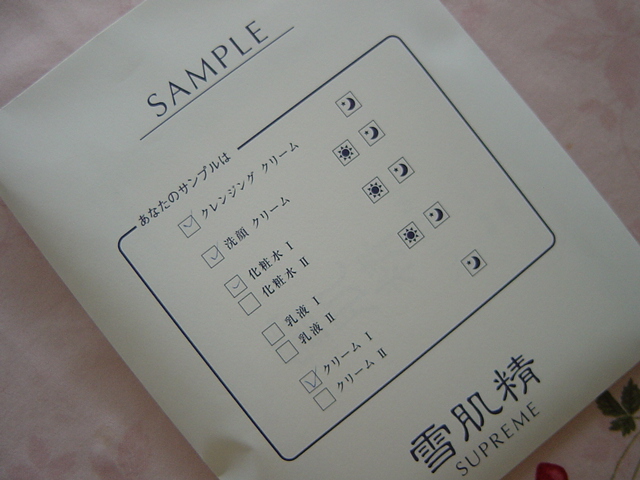 SAMPLE
あなたのサンプルは
クレンジング クリーム
洗顔 クリーム
化粧水 I
化粧水 II
乳液 I
乳液 II
クリーム I
クリーム II
雪肌精
SUPREME